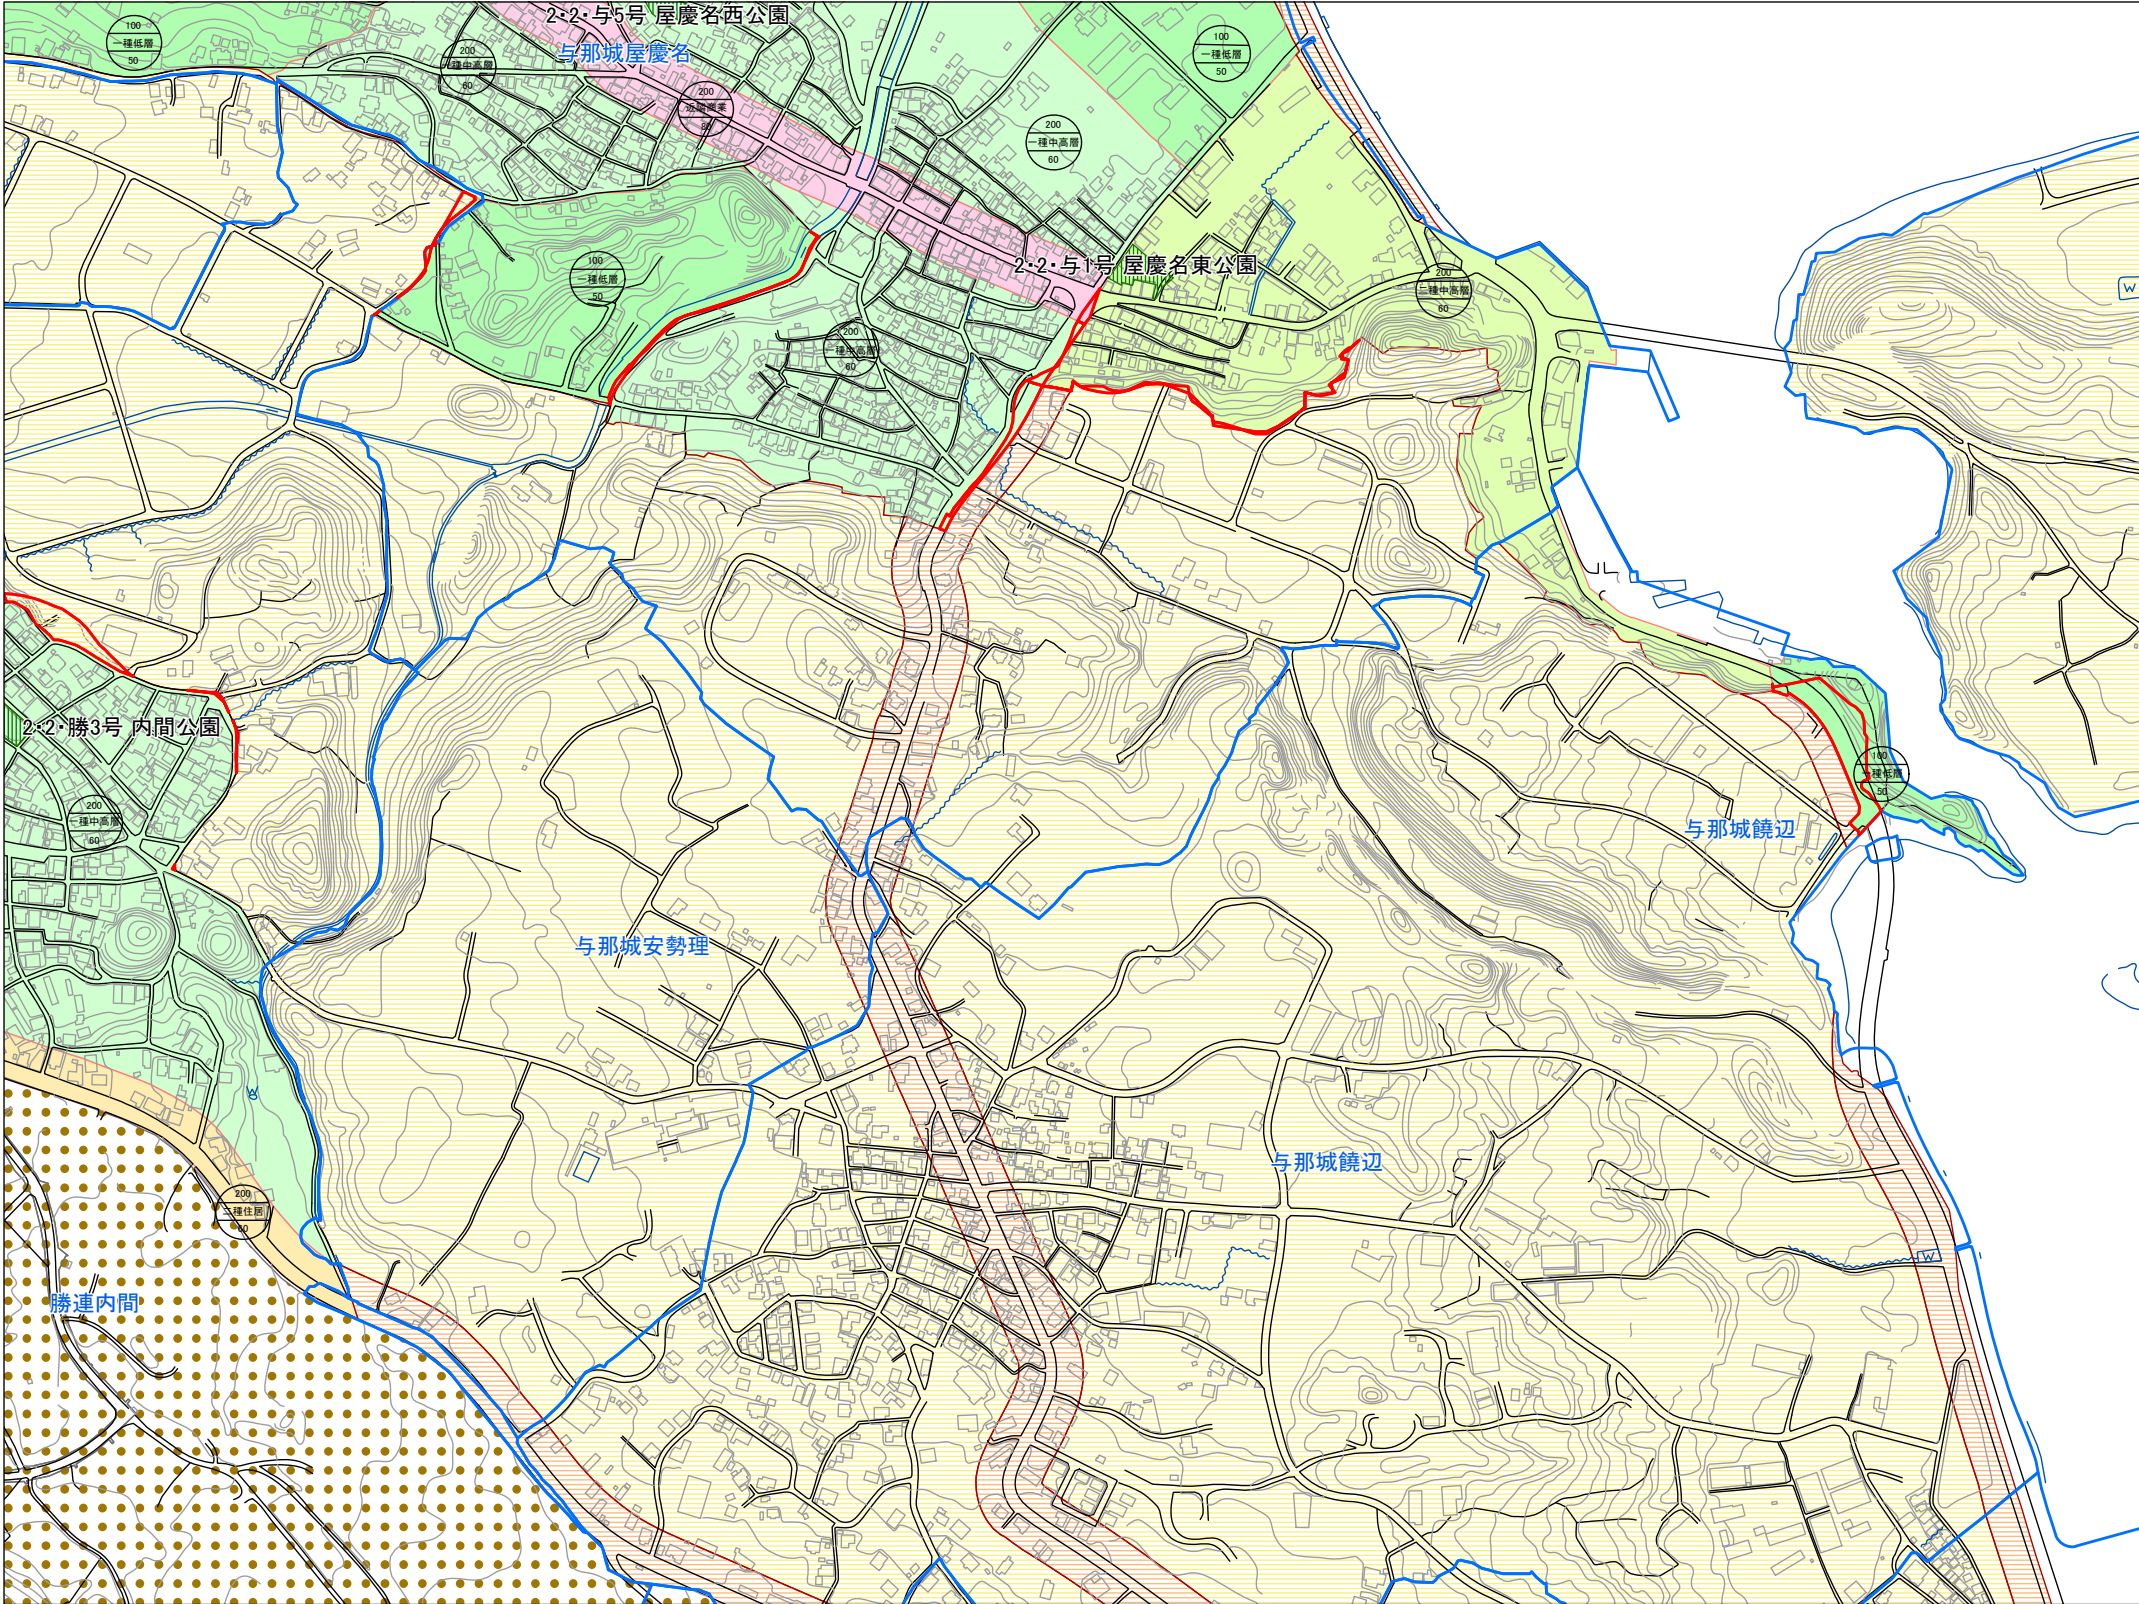 2・2・与5号 屋慶名西公園
100
一種低層
50
与那城屋慶名
200
一種中高層
60
100
一種低層
50
200
近隣商業
80
200
一種中高層
60
2・2・与1号 屋慶名東公園
100
一種低層
50
200
二種中高層
60
W
200
一種中高層
60
2・2・勝3号 内間公園
100
一種低層
50
200
一種中高層
60
与那城饒辺
与那城安勢理
W
与那城饒辺
200
二種住居
60
W
勝連内間